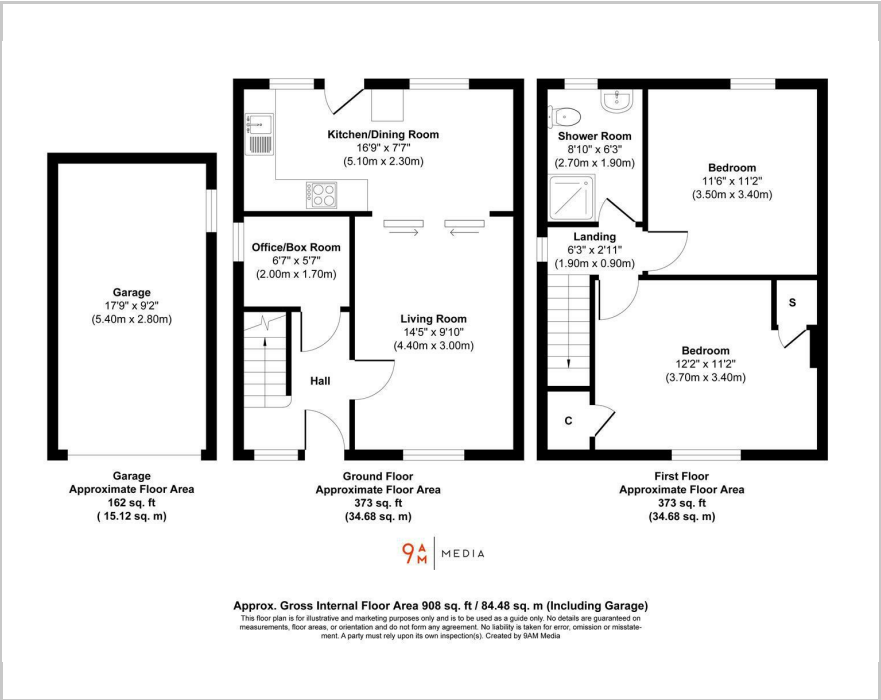 Kitchen/Dining Room
16'9" x 7'7"
(5.10m x 2.30m)
Shower Room
8'10" x 6'3"
(2.70m x 1.90m)
Bedroom
11'6" x 11'2"
(3.50m x 3.40m)
Office/Box Room
6'7" x 5'7"
(2.00m x 1.70m)
Landing
6'3" x 2'11"
(1.90m x 0.90m)
Garage
17'9" x 9'2"
(5.40m x 2.80m)
Living Room
14'5" x 9'10"
(4.40m x 3.00m)
S
Hall
Bedroom
12'2" x 11'2"
(3.70m x 3.40m)
C
Garage
Approximate Floor Area
162 sq. ft
( 15.12 sq. m)
Ground Floor
Approximate Floor Area
373 sq. ft
(34.68 sq. m)
First Floor
Approximate Floor Area
373 sq. ft
(34.68 sq. m)
9AM MEDIA
Approx. Gross Internal Floor Area 908 sq. ft / 84.48 sq. m (Including Garage)
This floor plan is for illustrative and marketing purposes only and is to be used as a guide only. No details are guaranteed on
measurements, floor areas, or orientation and do not form any agreement. No liability is taken for error, omission or misstate-
ment. A party must rely upon its own inspection(s). Created by 9AM Media